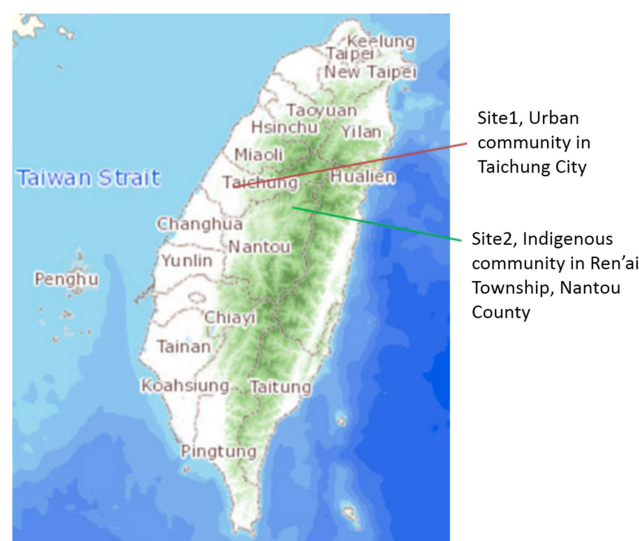 Keelung
Taipei
New Taipei
Taoyuan
Hsinchu
Yilan
Miaoli
Taiwan Strait
Taichung
Hualien
Changhua
Nantou
Yunlin
Penghu
Chiayi
Tainan
Koahsiung
Taitung
Pingtung
Site1, Urban
community in
Taichung City
Site2, Indigenous
community in Ren'ai
Township, Nantou
County